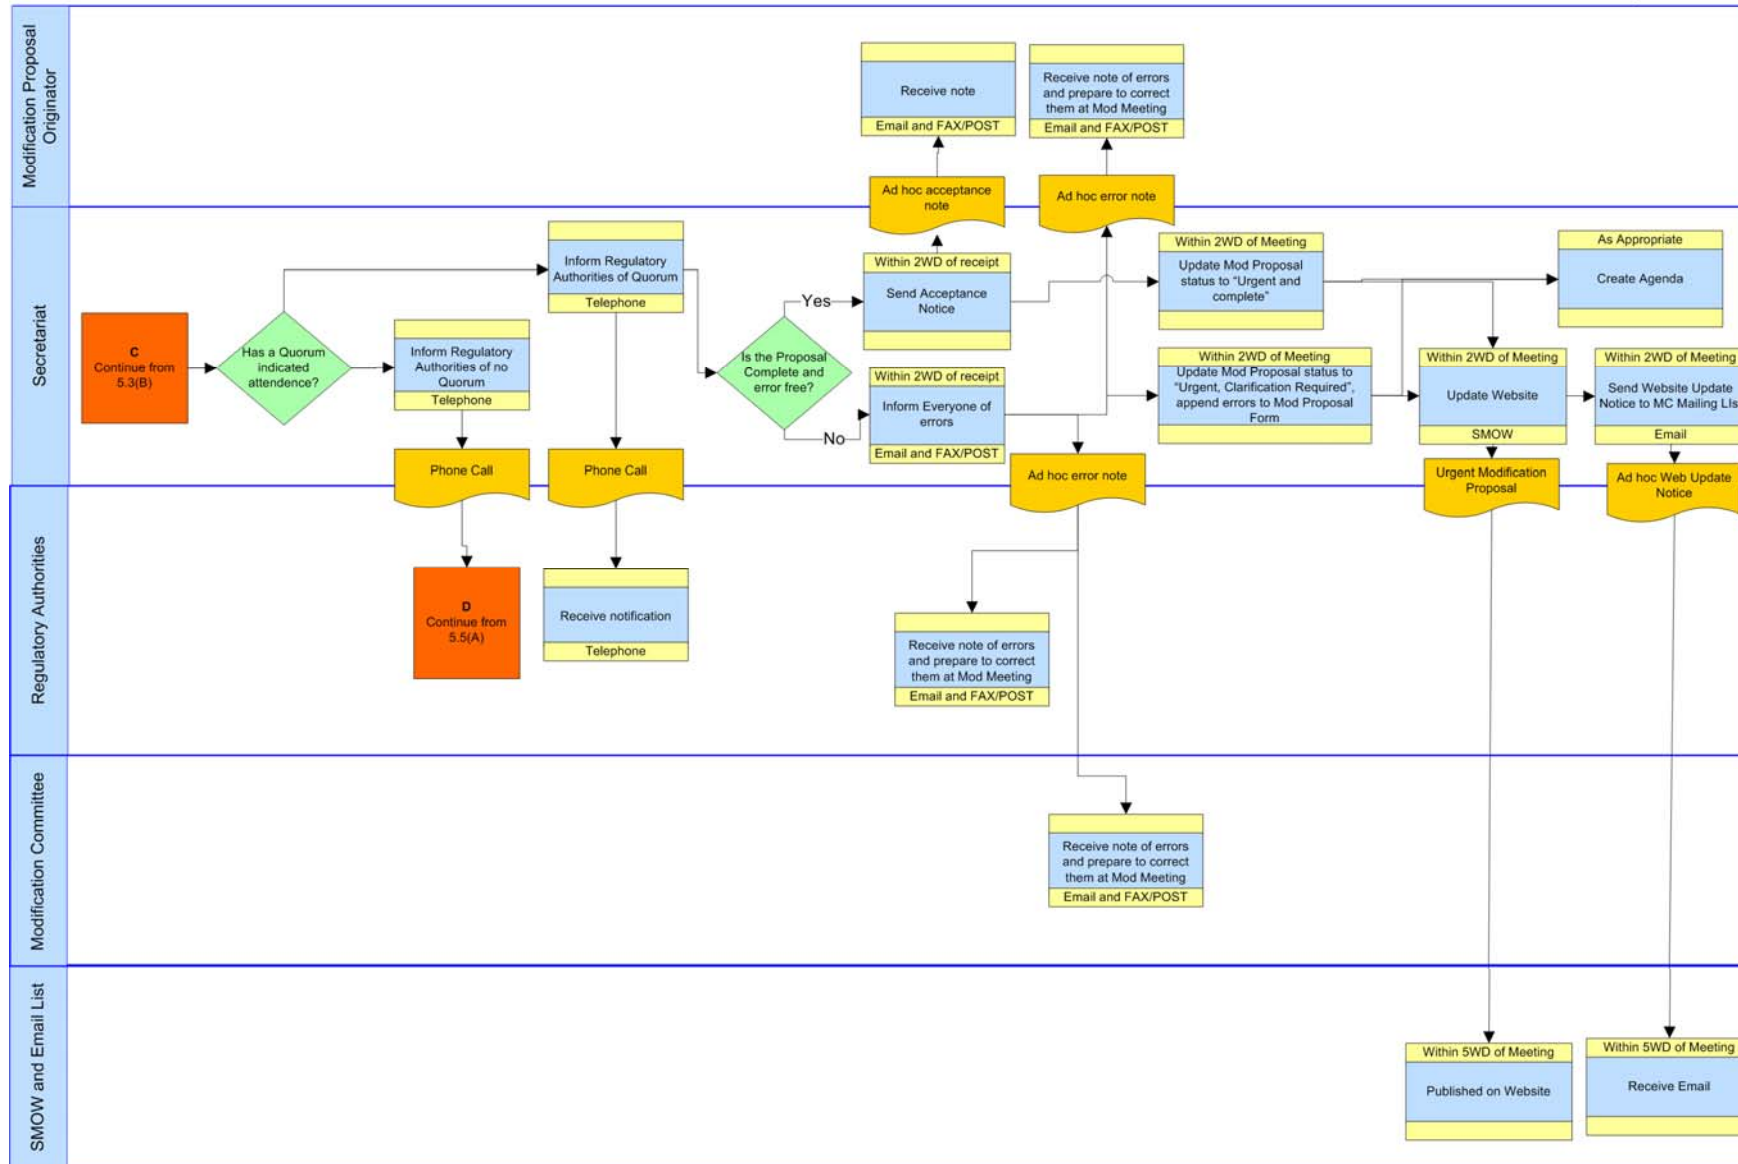 Modification Proposal
Originator
Receive note
Email and FAX/POST
Receive note of errors
and prepare to correct
them at Mod Meeting
Email and FAX/POST
Ad hoc acceptance
note
Ad hoc error note
Secretariat
C
Continue from
5.3(B)
Has a Quorum
indicated
attendence?
Inform Regulatory
Authorities of no
Quorum
Telephone
Inform Regulatory
Authorities of Quorum
Telephone
Is the Proposal
Complete and
error free?
Yes
No
Within 2WD of receipt
Send Acceptance
Notice
Within 2WD of receipt
Inform Everyone of
errors
Email and FAX/POST
Within 2WD of Meeting
Update Mod Proposal
status to “Urgent and
complete”
Within 2WD of Meeting
Update Mod Proposal status to
“Urgent, Clarification Required”,
append errors to Mod Proposal
Form
As Appropriate
Create Agenda
Within 2WD of Meeting
Update Website
SMOW
Within 2WD of Meeting
Send Website Update
Notice to MC Mailing LIs
Email
Phone Call
Phone Call
Ad hoc error note
Urgent Modification
Proposal
Ad hoc Web Update
Notice
Regulatory Authorities
D
Continue from
5.5(A)
Receive notification
Telephone
Receive note of errors
and prepare to correct
them at Mod Meeting
Email and FAX/POST
Modification Committee
Receive note of errors
and prepare to correct
them at Mod Meeting
Email and FAX/POST
SMOW and Email List
Within 5WD of Meeting
Published on Website
Within 5WD of Meeting
Receive Email